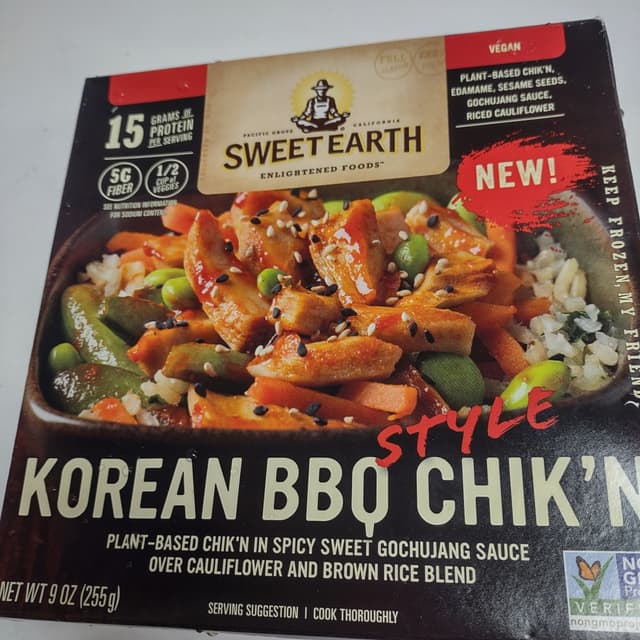 VEGAN
PLANT-BASED CHIK'N,
EDAMAME, SESAME SEEDS,
GOCHUJANG SAUCE,
RICED CAULIFLOWER
15 GRAMS OF
PROTEIN
PER SERVING
5G
FIBER
1/2
CUP of
VEGGIES
SEE NUTRITION INFORMATION
FOR SODIUM CONTENT
PACIFIC GROVE CALIFORNIA
SWEET EARTH
ENLIGHTENED FOODS™
NEW!
KEEP FROZEN, MY FRIEND
STYLE
KOREAN BBQ CHIK'N
PLANT-BASED CHIK'N IN SPICY SWEET GOCHUJANG SAUCE
OVER CAULIFLOWER AND BROWN RICE BLEND
NET WT 9 OZ (255g)
SERVING SUGGESTION | COOK THOROUGHLY
VERIF
nongmopro